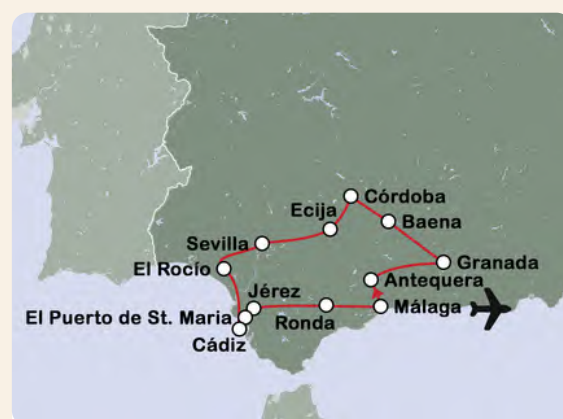 Córdoba
Ecija
Baena
Sevilla
Granada
El Rocío
Antequera
Jérez
El Puerto de St. Maria
Ronda
Málaga
Cádiz